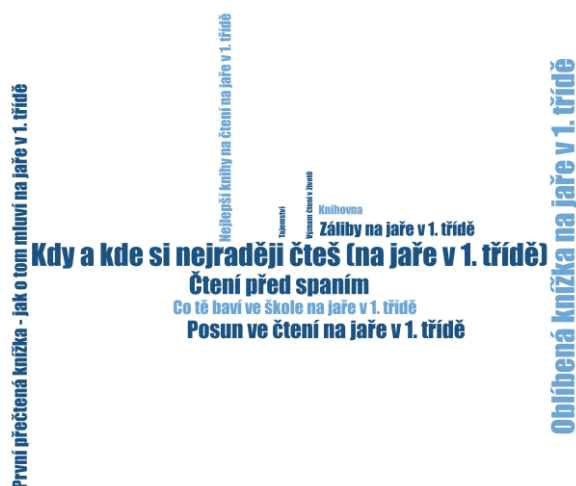 První přečtená knížka - jak o tom mluví na jaře v 1. třídě
Nejlepší knihy na čtení na jaře v 1. třídě
Tajemství
Význam čtení v životě
Knihovna
Záliby na jaře v 1. třídě
Kdy a kde si nejraději čteš (na jaře v 1. třídě)
Čtení před spaním
Co tě baví ve škole na jaře v 1. třídě
Posun ve čtení na jaře v 1. třídě
Oblíbená knížka na jaře v 1. třídě